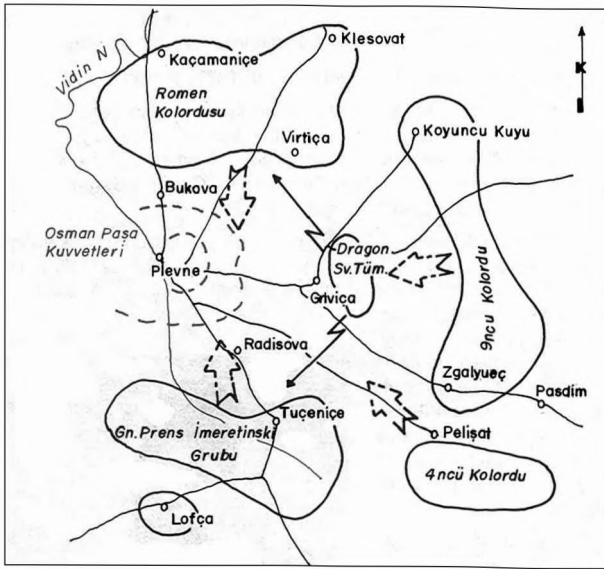 Klesovat
Kaçamaniçe
K
Vidin N
Romen
Kolordusu
Virtiça
Koyuncu Kuyu
Bukova
Osman Paşa
Kuvvetleri
Plevne
Dragon
Sv.Tüm.
Givica
9ncu Kolordu
Radisova
Zgalyueç
Pasdim
Tuçeniçe
Gn.Prens İmeretinski
Grubu
Pelişat
4ncü Kolordu
Lofça